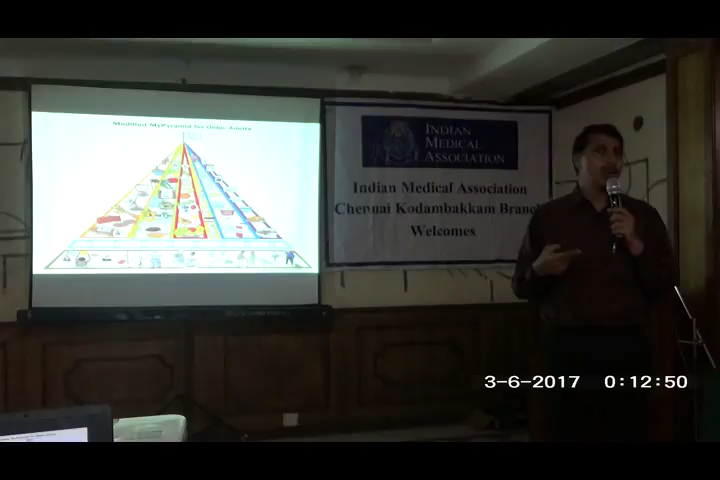 Modified MyPyramid for Older Adults
INDIAN
MEDICAL
ASSOCIATION
Indian Medical Association
Chennai Kodambakkam Branch
Welcomes
3-6-2017 0:12:50